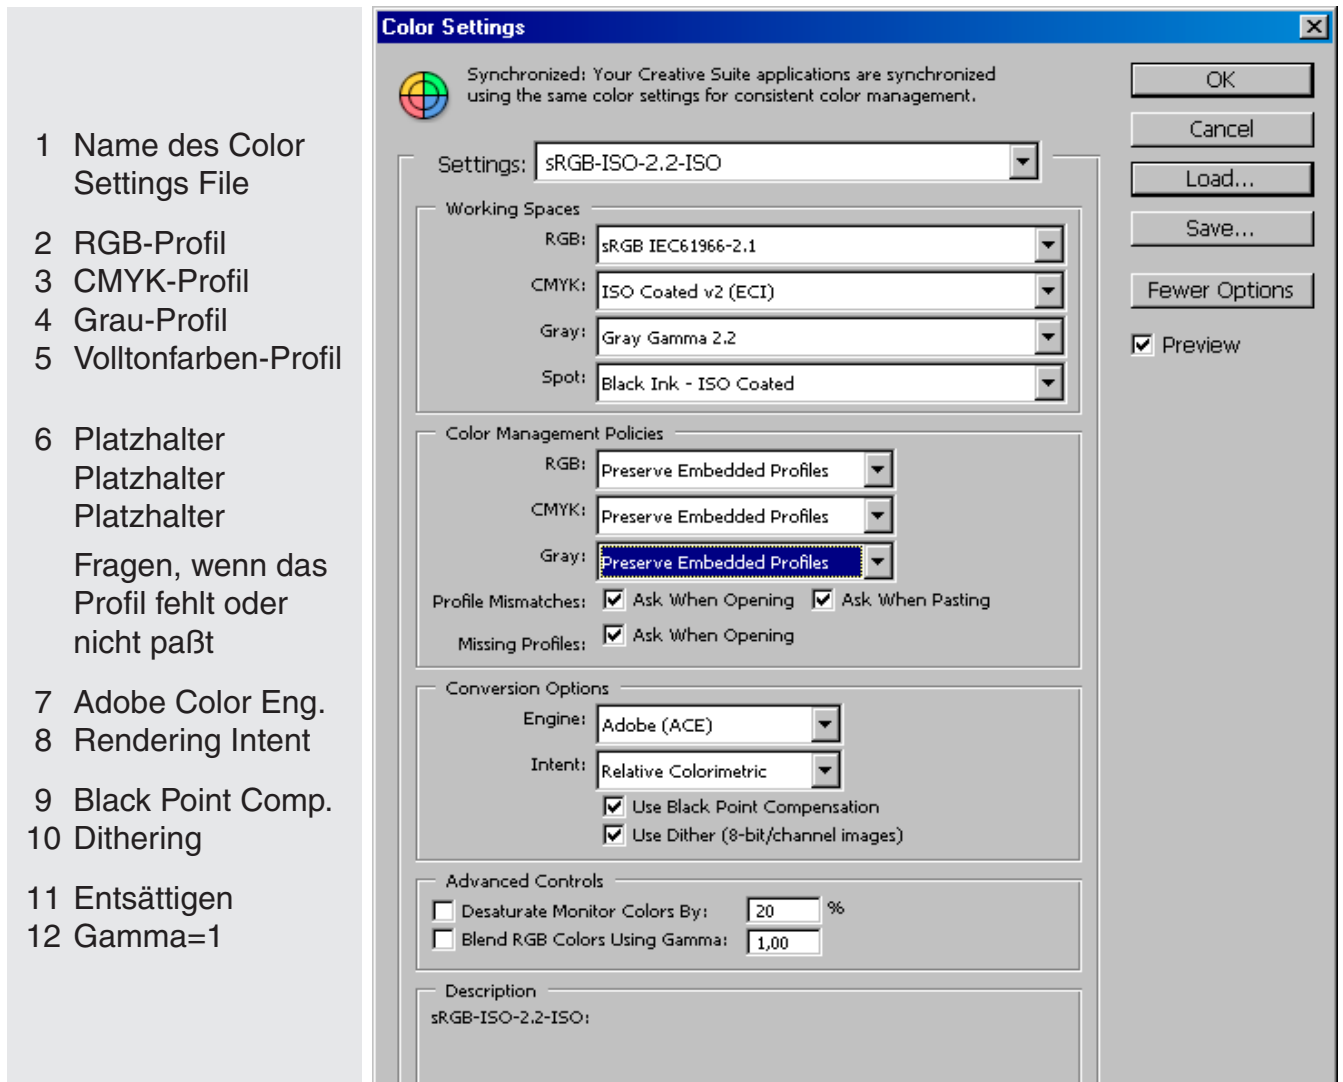 1 Name des Color
Settings File
2 RGB-Profil
3 CMYK-Profil
4 Grau-Profil
5 Volltonfarben-Profil
6 Platzhalter
Platzhalter
Platzhalter
Fragen, wenn das
Profil fehlt oder
nicht paßt
7 Adobe Color Eng.
8 Rendering Intent
9 Black Point Comp.
10 Dithering
11 Entsättigen
12 Gamma=1
Color Settings
Synchronized: Your Creative Suite applications are synchronized
using the same color settings for consistent color management.
Settings: sRGB-ISO-2.2-ISO
Working Spaces
RGB: sRGB IEC61966-2.1
CMYK: ISO Coated v2 (ECI)
Gray: Gray Gamma 2.2
Spot: Black Ink - ISO Coated
Color Management Policies
RGB: Preserve Embedded Profiles
CMYK: Preserve Embedded Profiles
Gray: Preserve Embedded Profiles
Profile Mismatches: Ask When Opening Ask When Pasting
Missing Profiles: Ask When Opening
Conversion Options
Engine: Adobe (ACE)
Intent: Relative Colorimetric
Use Black Point Compensation
Use Dither (8-bit/channel images)
Advanced Controls
Desaturate Monitor Colors By: 20 %
Blend RGB Colors Using Gamma: 1,00
Description
sRGB-ISO-2.2-ISO:
OK
Cancel
Load...
Save...
Fewer Options
Preview